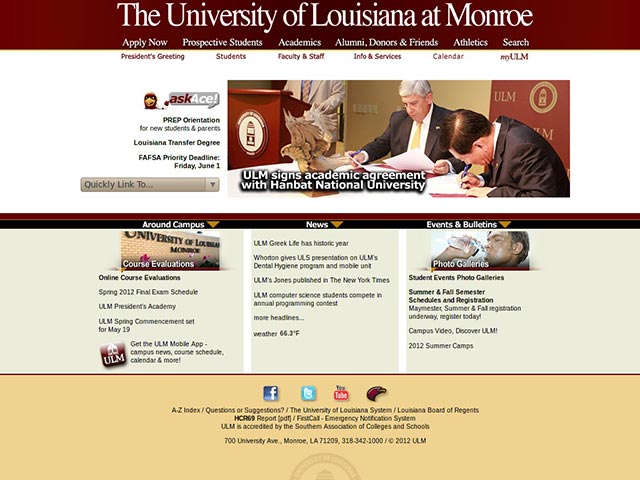 The University of Louisiana at Monroe
Apply Now Prospective Students Academics Alumni, Donors & Friends Athletics Search
President's Greeting Students Faculty & Staff Info & Services Calendar myULM
askAce!
PREP Orientation
for new students & parents
Louisiana Transfer Degree
FAFSA Priority Deadline:
Friday, June 1
Quickly Link To...
ULM
ULM signs academic agreement
with Hanbat National University
Around Campus
UNIVERSITY OF LOUISIANA
MONROE
Course Evaluations
Online Course Evaluations
Spring 2012 Final Exam Schedule
ULM President's Academy
ULM Spring Commencement set
for May 19
ULM
Get the ULM Mobile App -
campus news, course schedule,
calendar & more!
News
ULM Greek Life has historic year
Whorton gives ULS presentation on ULM's
Dental Hygiene program and mobile unit
ULM's Jones published in The New York Times
ULM computer science students compete in
annual programming contest
more headlines...
weather 66.3°F
Events & Bulletins
Photo Galleries
Student Events Photo Galleries
Summer & Fall Semester
Schedules and Registration
Maymester, Summer & Fall registration
underway, register today!
Campus Video, Discover ULM!
2012 Summer Camps
You Tube
A-Z Index / Questions or Suggestions? / The University of Louisiana System / Louisiana Board of Regents
HCR69 Report [pdf] / FirstCall - Emergency Notification System
ULM is accredited by the Southern Association of Colleges and Schools
700 University Ave., Monroe, LA 71209, 318-342-1000 / © 2012 ULM